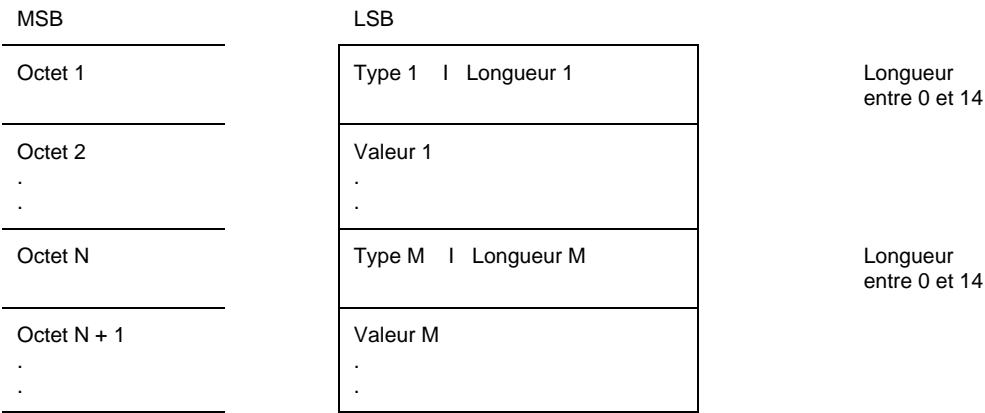 MSB LSB
Octet 1 Type 1 I Longueur 1 Longueur
entre 0 et 14
Octet 2 Valeur 1
. .
. .
Octet N Type M I Longueur M Longueur
entre 0 et 14
Octet N + 1 Valeur M
. .
. .